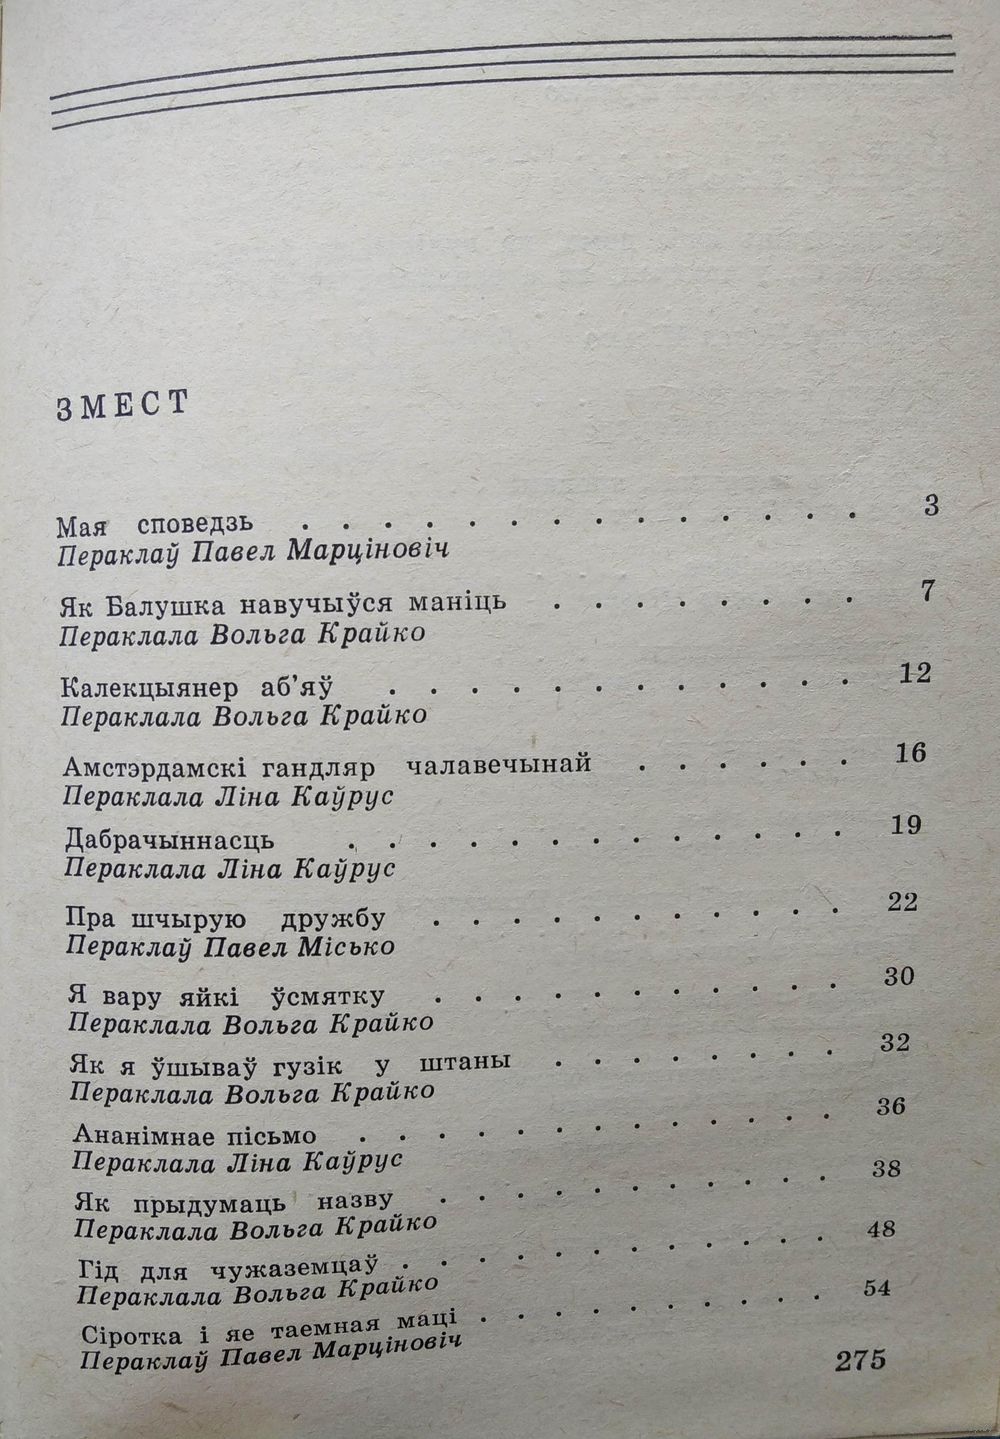 ЗМЕСТ
Мая споведзь . . . . . . . . . . . . . . 3
Пераклаў Павел Марціновіч
Як Балушка навучыўся маніць . . . . . . . . 7
Пераклала Вольга Крайко
Калекцыянер аб’яў . . . . . . . . . . . . 12
Пераклала Вольга Крайко
Амстэрдамскі гандляр чалавечынай . . . . . . 16
Пераклала Ліна Каўрус
Дабрачыннасць . . . . . . . . . . . . . 19
Пераклала Ліна Каўрус
Пра шчырую дружбу . . . . . . . . . . . 22
Пераклаў Павел Місько
Я вару яйкі ўсмятку . . . . . . . . . . . 30
Пераклала Вольга Крайко
Як я ўшываў гузік у штаны . . . . . . . . 32
Пераклала Вольга Крайко
Ананімнае пісьмо . . . . . . . . . . . . 36
Пераклала Ліна Каўрус
Як прыдумаць назву . . . . . . . . . . . 38
Пераклала Вольга Крайко
Гід для чужаземцаў . . . . . . . . . . . 48
Пераклала Вольга Крайко
Сіротка і яе таемная маці . . . . . . . . . 54
Пераклаў Павел Марціновіч
275